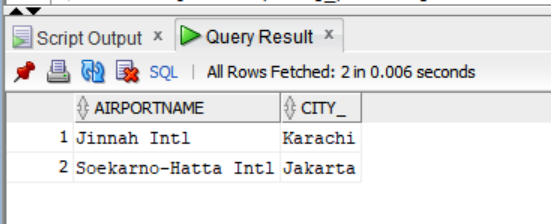 Script Output × Query Result ×
SQL | All Rows Fetched: 2 in 0.006 seconds
AIRPORTNAME CITY_
1 Jinnah Intl Karachi
2 Soekarno-Hatta Intl Jakarta